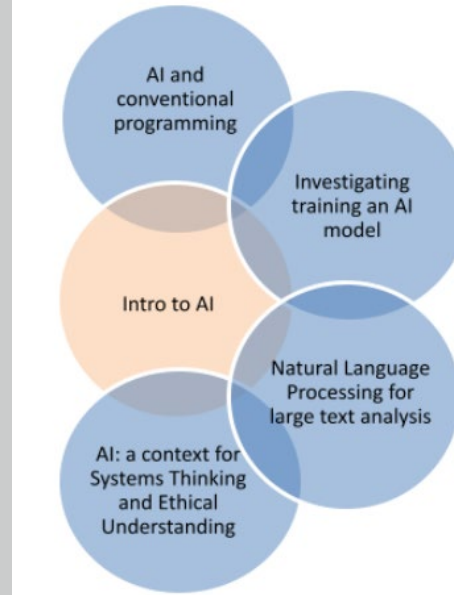 AI and
conventional
programming
Investigating
training an AI
model
Intro to AI
Natural Language
Processing for
large text analysis
AI: a context for
Systems Thinking
and Ethical
Understanding